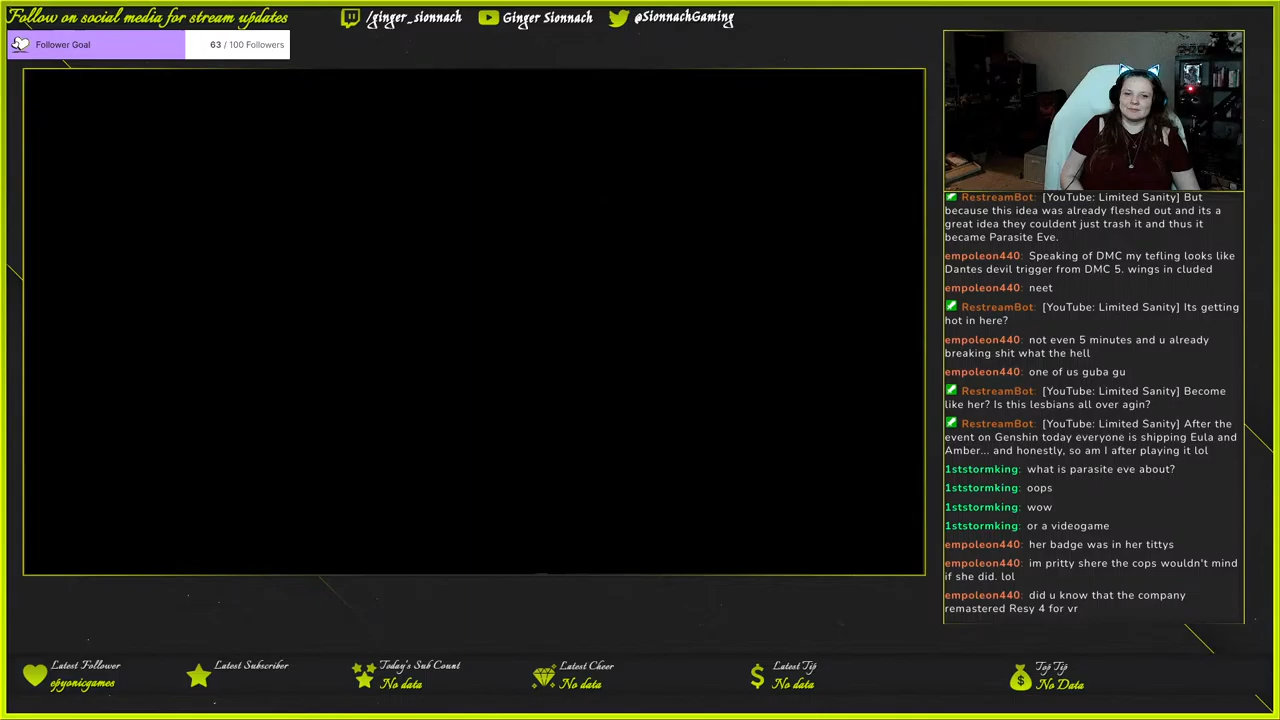 Follow on social media for stream updates
/ginger_sionnach
Ginger Sionnach
@SionnachGaming
Follower Goal
63 / 100 Followers
RestreamBot: [YouTube: Limited Sanity] But
because this idea was already fleshed out and its a
great idea they couldent just trash it and thus it
became Parasite Eve.
empoleon440: Speaking of DMC my tefling looks like
Dantes devil trigger from DMC 5. wings in cluded
empoleon440: neet
RestreamBot: [YouTube: Limited Sanity] Its getting
hot in here?
empoleon440: not even 5 minutes and u already
breaking shit what the hell
empoleon440: one of us guba gu
RestreamBot: [YouTube: Limited Sanity] Become
like her? Is this lesbians all over agin?
RestreamBot: [YouTube: Limited Sanity] After the
event on Genshin today everyone is shipping Eula and
Amber... and honestly, so am I after playing it lol
1ststormking: what is parasite eve about?
1ststormking: oops
1ststormking: wow
1ststormking: or a videogame
empoleon440: her badge was in her tittys
empoleon440: im pritty shere the cops wouldn't mind
if she did. lol
empoleon440: did u know that the company
remastered Resy 4 for vr
Latest Follower
epyonicgames
Latest Subscriber
Today's Sub Count
No data
Latest Cheer
No data
Latest Tip
No data
Top Tip
No Data